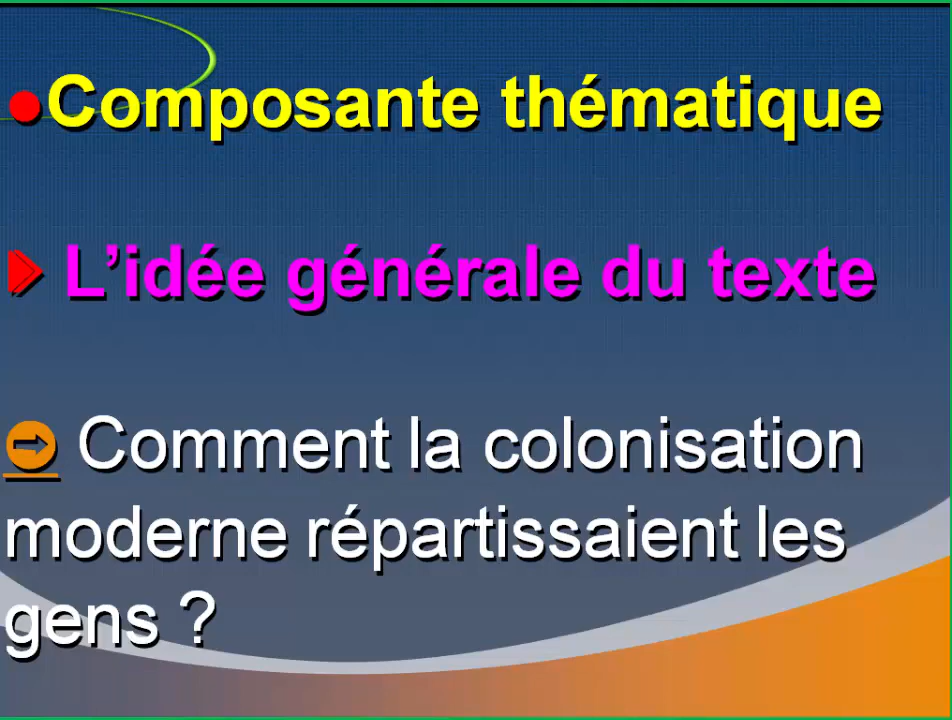 ●Composante thématique
L’idée générale du texte
➲ Comment la colonisation
moderne répartissaient les
gens ?